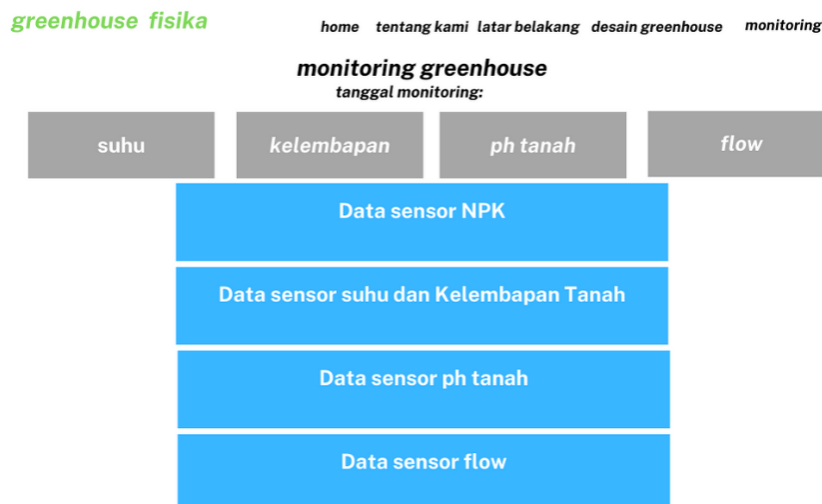 greenhouse fisika
home tentang kami latar belakang desain greenhouse monitoring
monitoring greenhouse
tanggal monitoring:
suhu kelembapan ph tanah flow
Data sensor NPK
Data sensor suhu dan Kelembapan Tanah
Data sensor ph tanah
Data sensor flow